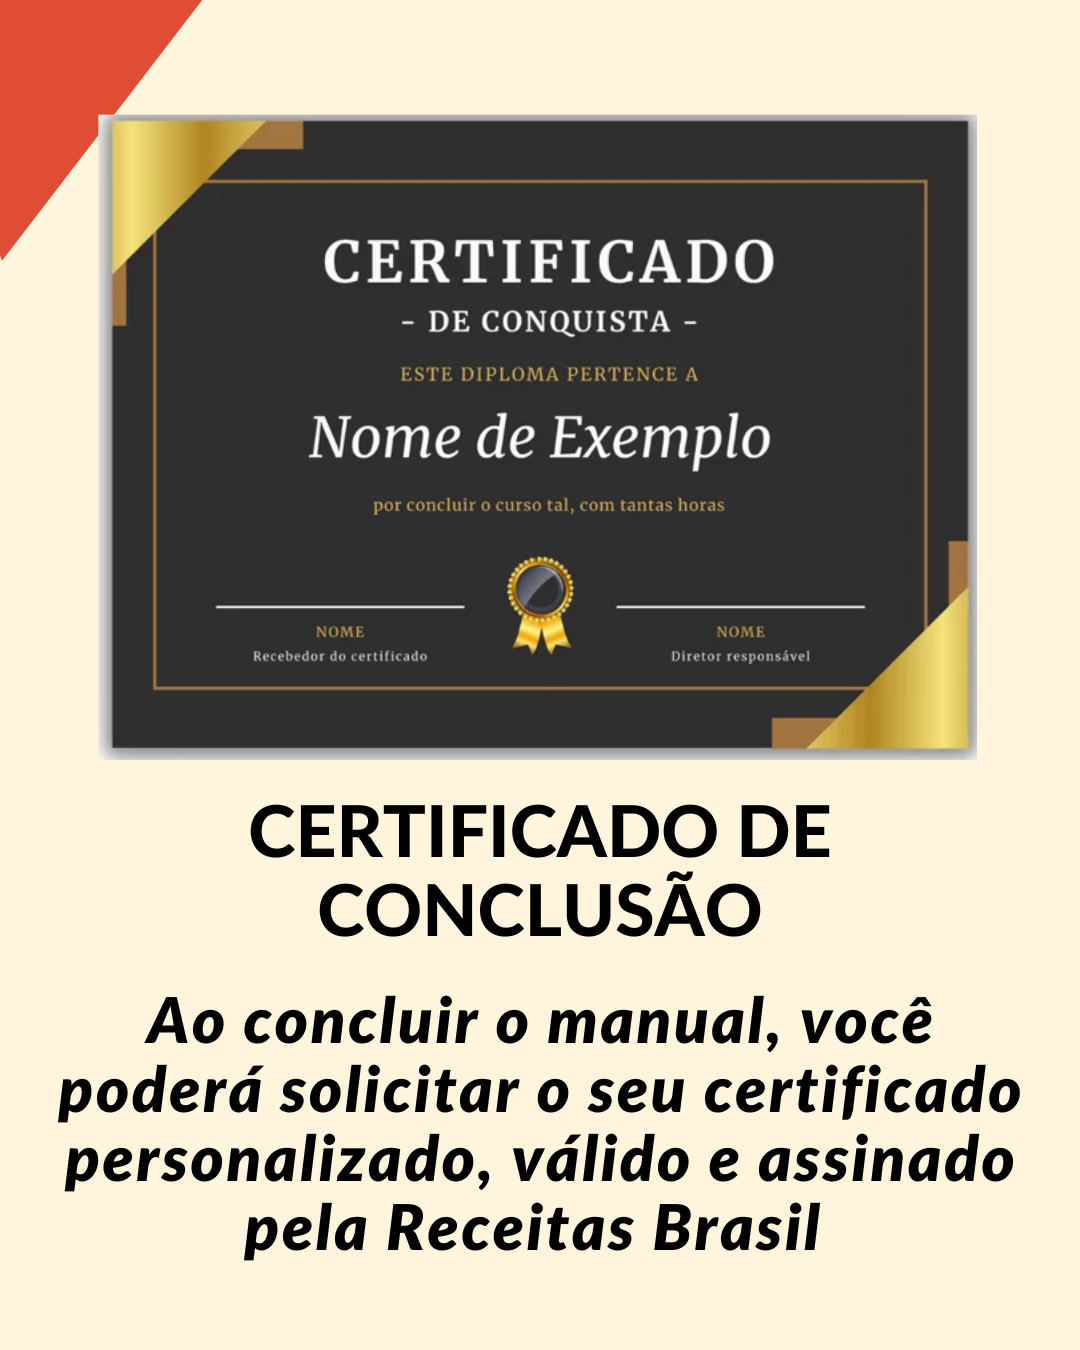 CERTIFICADO
- DE CONQUISTA -
ESTE DIPLOMA PERTENCE A
Nome de Exemplo
por concluir o curso tal, com tantas horas
NOME
Recebedor do certificado
NOME
Diretor responsável
CERTIFICADO DE
CONCLUSÃO
Ao concluir o manual, você
poderá solicitar o seu certificado
personalizado, válido e assinado
pela Receitas Brasil